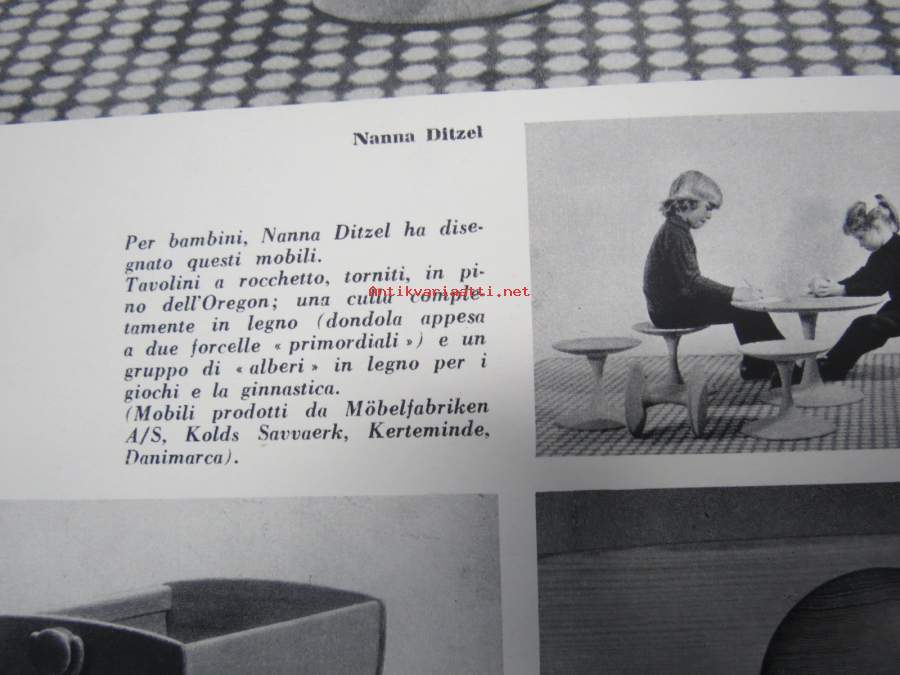 Nanna Ditzel
Per bambini, Nanna Ditzel ha dise-
gnato questi mobili.
Tavolini a rocchetto, torniti, in pi-
no dell'Oregon; una culla comple-
tamente in legno (dondola appesa
a due forcelle « primordiali ») e un
gruppo di « alberi » in legno per i
giochi e la ginnastica.
(Mobili prodotti da Möbelfabriken
A/S, Kolds Savvaerk, Kerteminde,
Danimarca).
Antikvariaatti.net